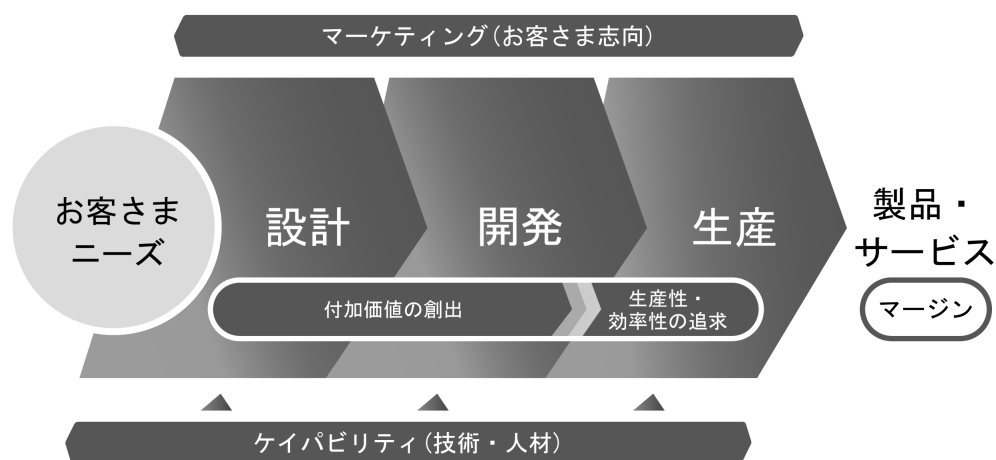 マーケティング(お客さま志向)
お客さま
ニーズ
設計
開発
生産
付加価値の創出
生産性・
効率性の追求
製品・
サービス
マージン
ケイパビリティ(技術・人材)